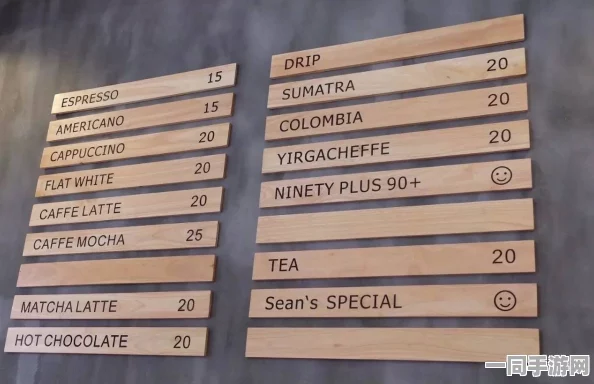 ESPRESSO 15
AMERICANO 15
CAPPUCCINO 20
FLAT WHITE 20
CAFFE LATTE 20
CAFFE MOCHA 25
MATCHA LATTE 20
HOT CHOCOLATE 20
DRIP
SUMATRA 20
COLOMBIA 20
YIRGACHEFFE 20
NINETY PLUS 90+ ☺
TEA 20
Sean's SPECIAL ☺
一同手游网